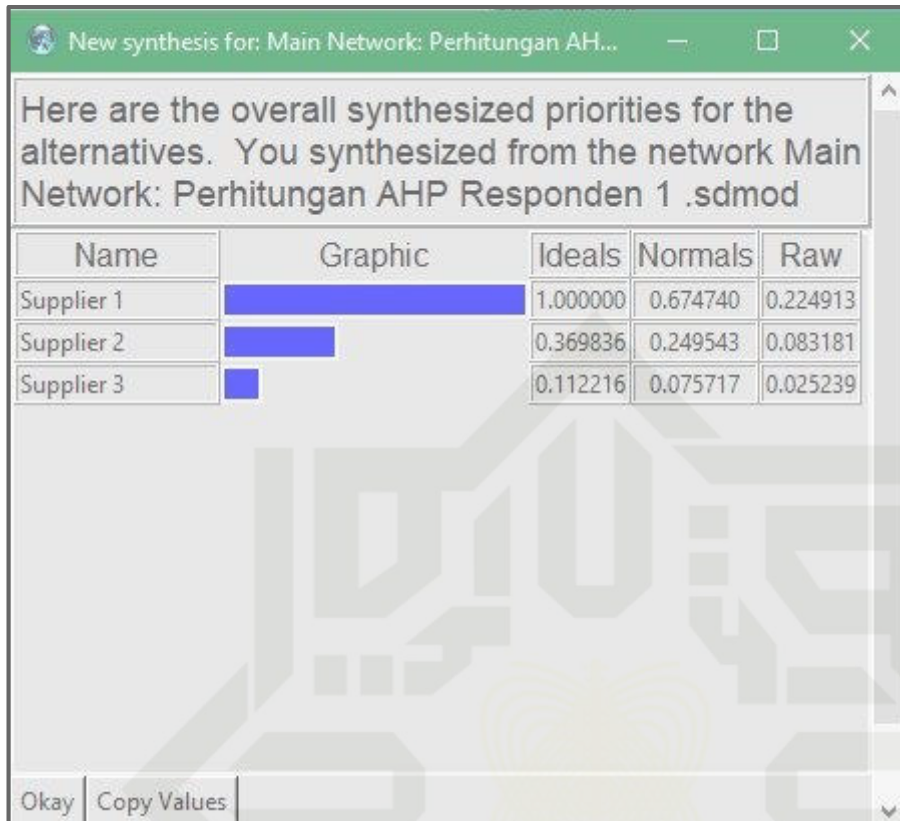 New synthesis for: Main Network: Perhitungan AH...
Here are the overall synthesized priorities for the
alternatives. You synthesized from the network Main
Network: Perhitungan AHP Responden 1 .sdmod
Name Graphic Ideals Normals Raw
Supplier 1 1.000000 0.674740 0.224913
Supplier 2 0.369836 0.249543 0.083181
Supplier 3 0.112216 0.075717 0.025239
Okay Copy Values